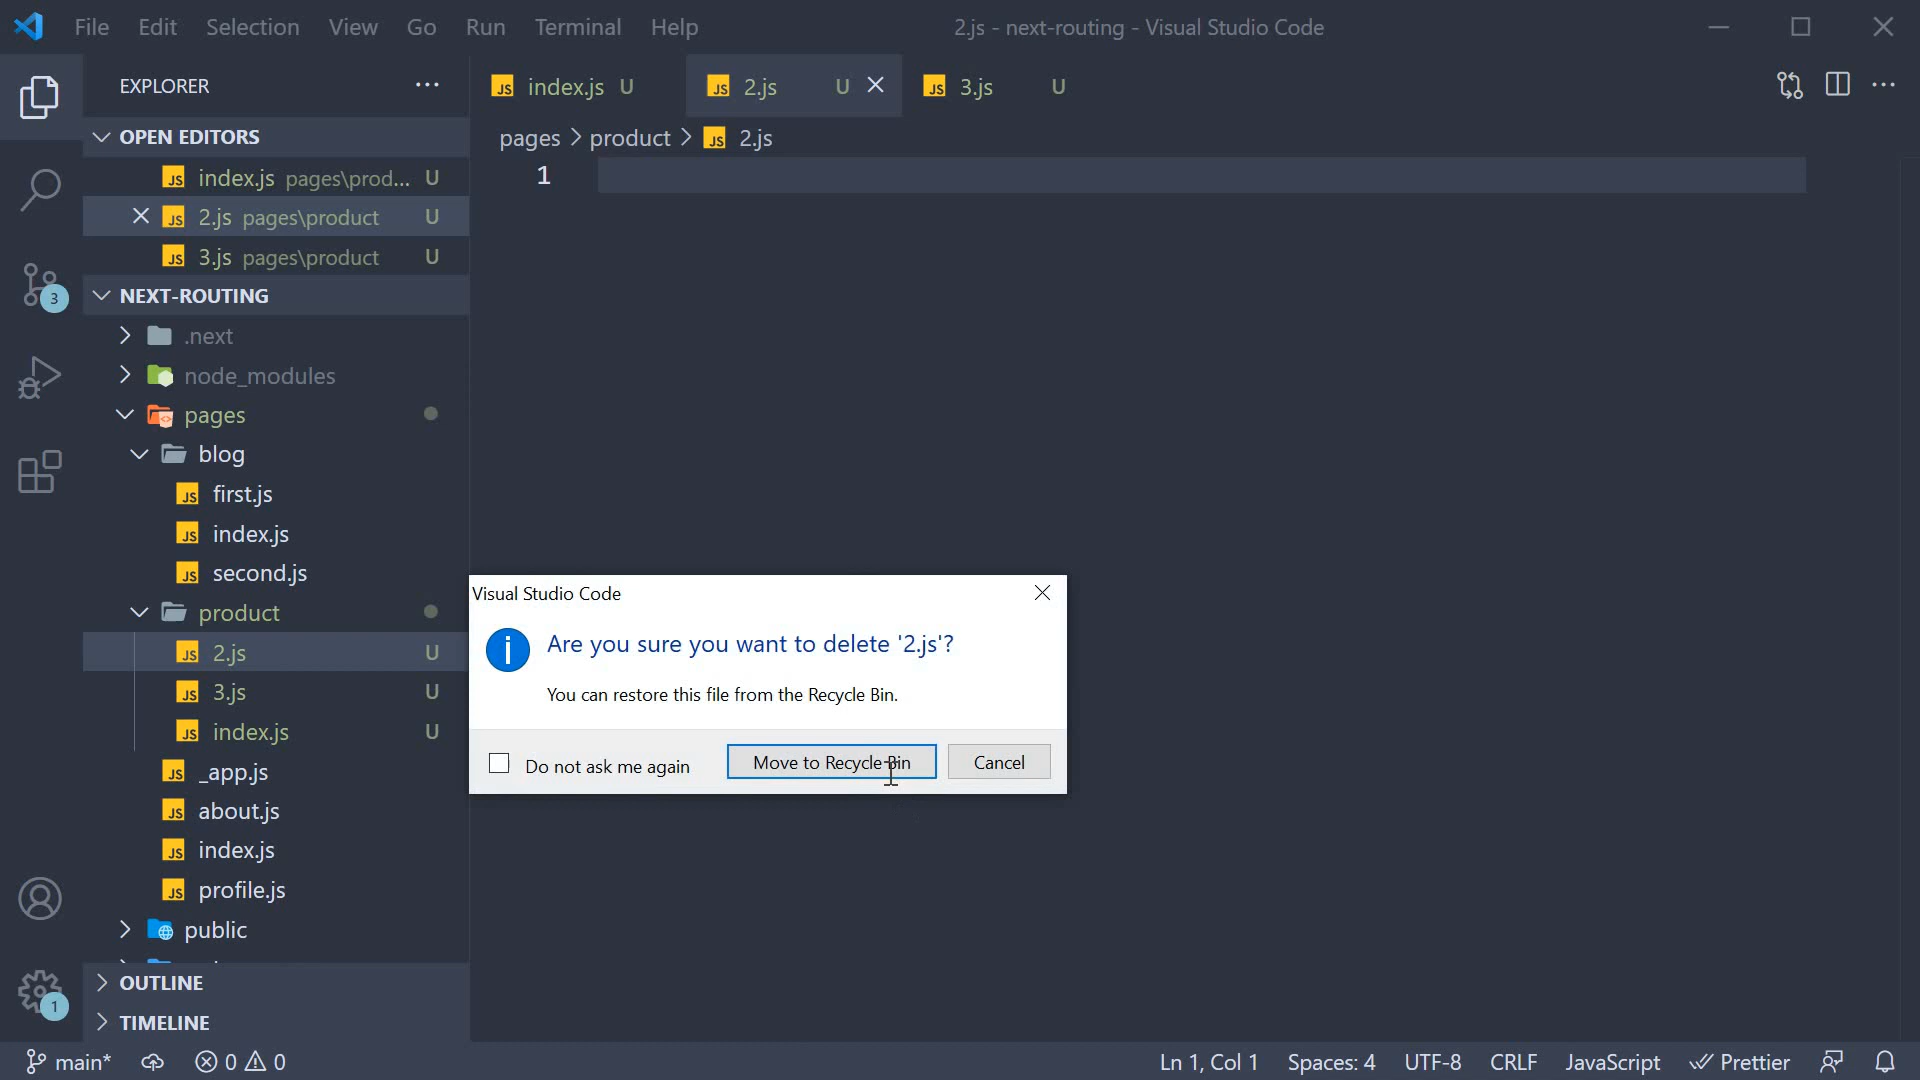 File Edit Selection View Go Run Terminal Help
2.js - next-routing - Visual Studio Code
EXPLORER
OPEN EDITORS
index.js pages\prod... U
2.js pages\product U
3.js pages\product U
NEXT-ROUTING
.next
node_modules
pages
blog
first.js
index.js
second.js
product
2.js U
3.js U
index.js U
_app.js
about.js
index.js
profile.js
public
OUTLINE
TIMELINE
3
1
index.js U
2.js U
3.js U
pages > product > JS 2.js
1
Visual Studio Code
Are you sure you want to delete '2.js'?
You can restore this file from the Recycle Bin.
Do not ask me again
Move to Recycle Bin
Cancel
main* 0 0
Ln 1, Col 1 Spaces: 4 UTF-8 CRLF JavaScript Prettier